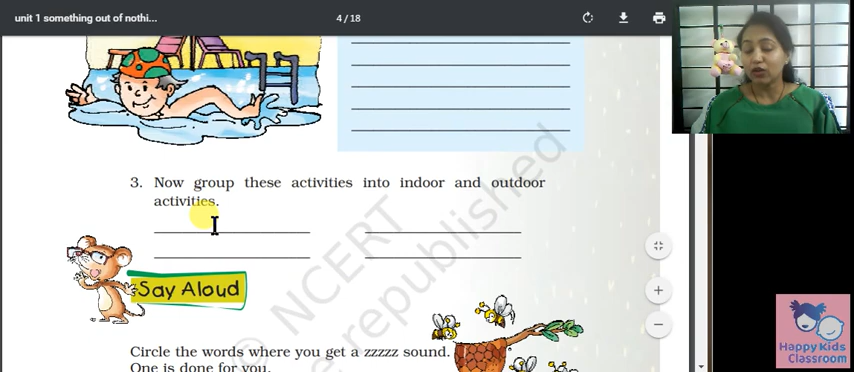 unit 1 something out of nothi...
4 / 18
3. Now group these activities into indoor and outdoor
activities.
Say Aloud
Circle the words where you get a zzzzz sound.
One is done for you.
© NCERT
be republished
Happy Kids
Classroom